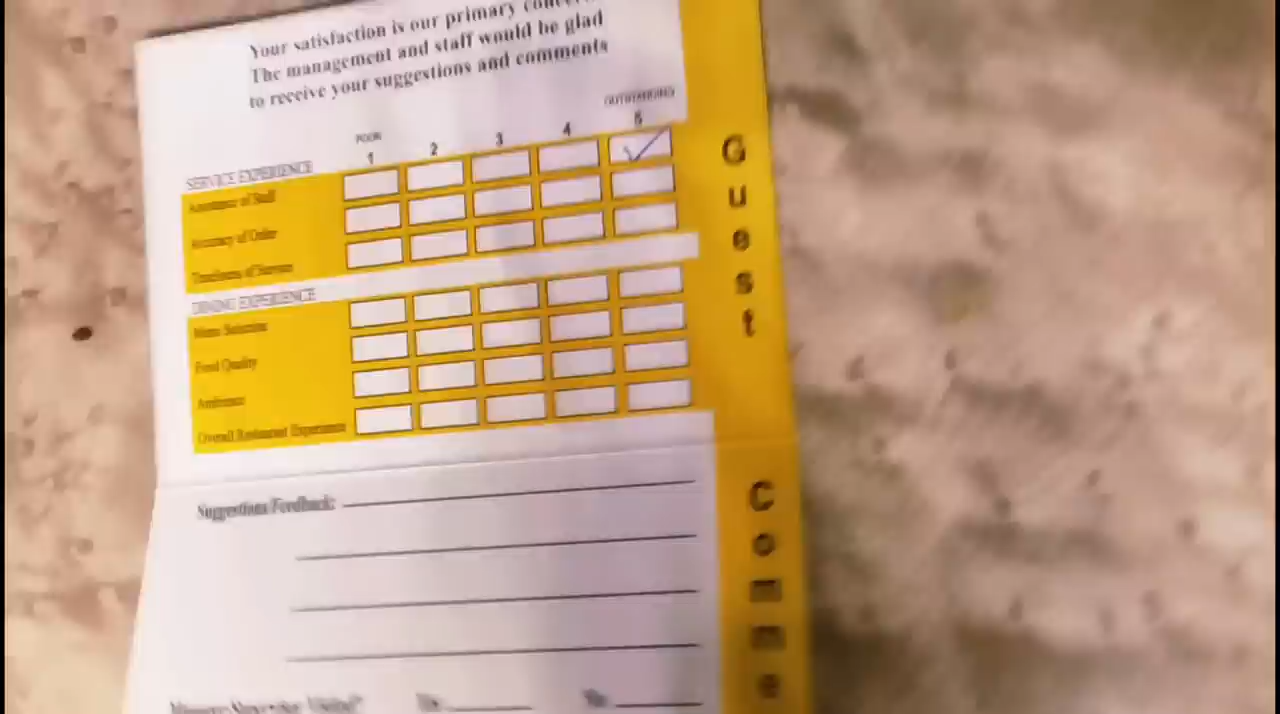 Your satisfaction is our primary concern
The management and staff would be glad
to receive your suggestions and comments
OUTSTANDING
POOR
1 2 3 4 5
SERVICE EXPERIENCE
Assistance of Staff
Accuracy of Order
Timeliness of Service
DINING EXPERIENCE
Menu Selection
Food Quality
Ambience
Overall Restaurant Experience
Suggestions/Feedback:
Guest
Comme